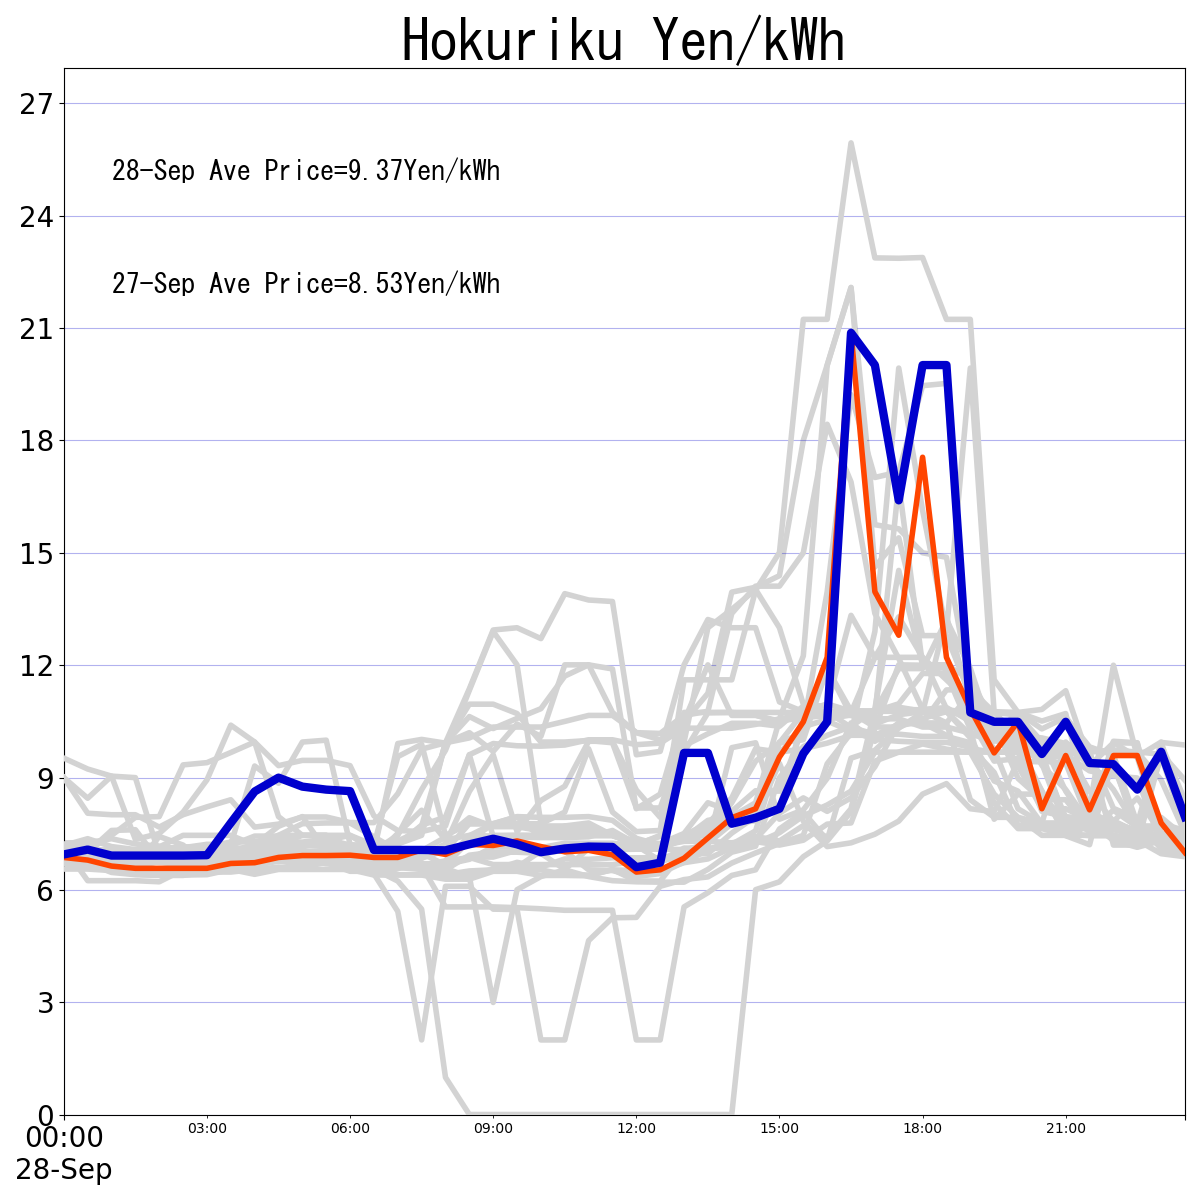 Hokuriku Yen/kWh
27
28-Sep Ave Price=9.37Yen/kWh
24
27-Sep Ave Price=8.53Yen/kWh
21
18
15
12
9
6
3
0
00:00 03:00 06:00 09:00 12:00 15:00 18:00 21:00
28-Sep